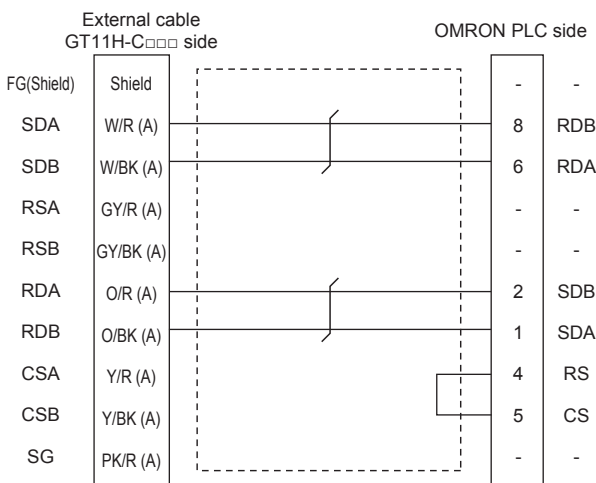 External cable
GT11H-C□□□ side
OMRON PLC side
FG(Shield) Shield - -
SDA W/R (A) 8 RDB
SDB W/BK (A) 6 RDA
RSA GY/R (A) - -
RSB GY/BK (A) - -
RDA O/R (A) 2 SDB
RDB O/BK (A) 1 SDA
CSA Y/R (A) 4 RS
CSB Y/BK (A) 5 CS
SG PK/R (A) - -